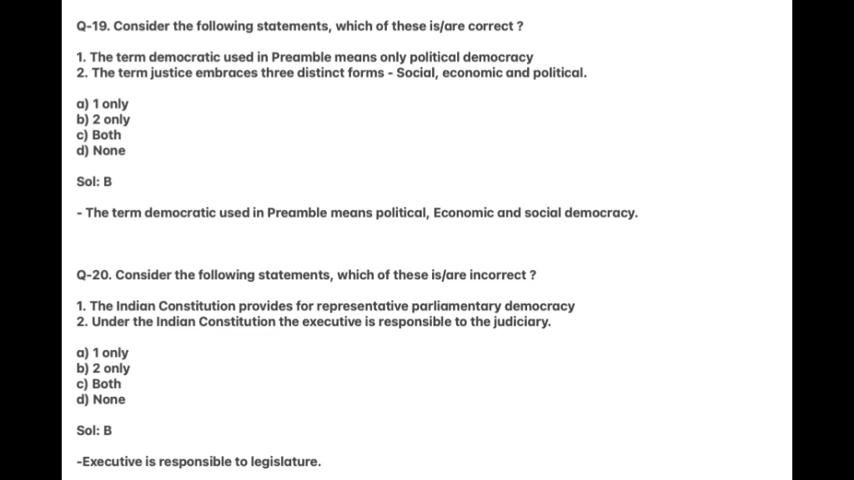 Q-19. Consider the following statements, which of these is/are correct ?
1. The term democratic used in Preamble means only political democracy
2. The term justice embraces three distinct forms - Social, economic and political.
a) 1 only
b) 2 only
c) Both
d) None
Sol: B
- The term democratic used in Preamble means political, Economic and social democracy.
Q-20. Consider the following statements, which of these is/are incorrect ?
1. The Indian Constitution provides for representative parliamentary democracy
2. Under the Indian Constitution the executive is responsible to the judiciary.
a) 1 only
b) 2 only
c) Both
d) None
Sol: B
-Executive is responsible to legislature.